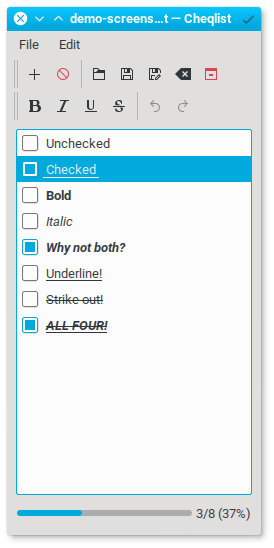 demo-screens...t — Cheqlist
File Edit
B I U S
Unchecked
Checked
Bold
Italic
Why not both?
Underline!
Strike out!
ALL FOUR!
3/8 (37%)